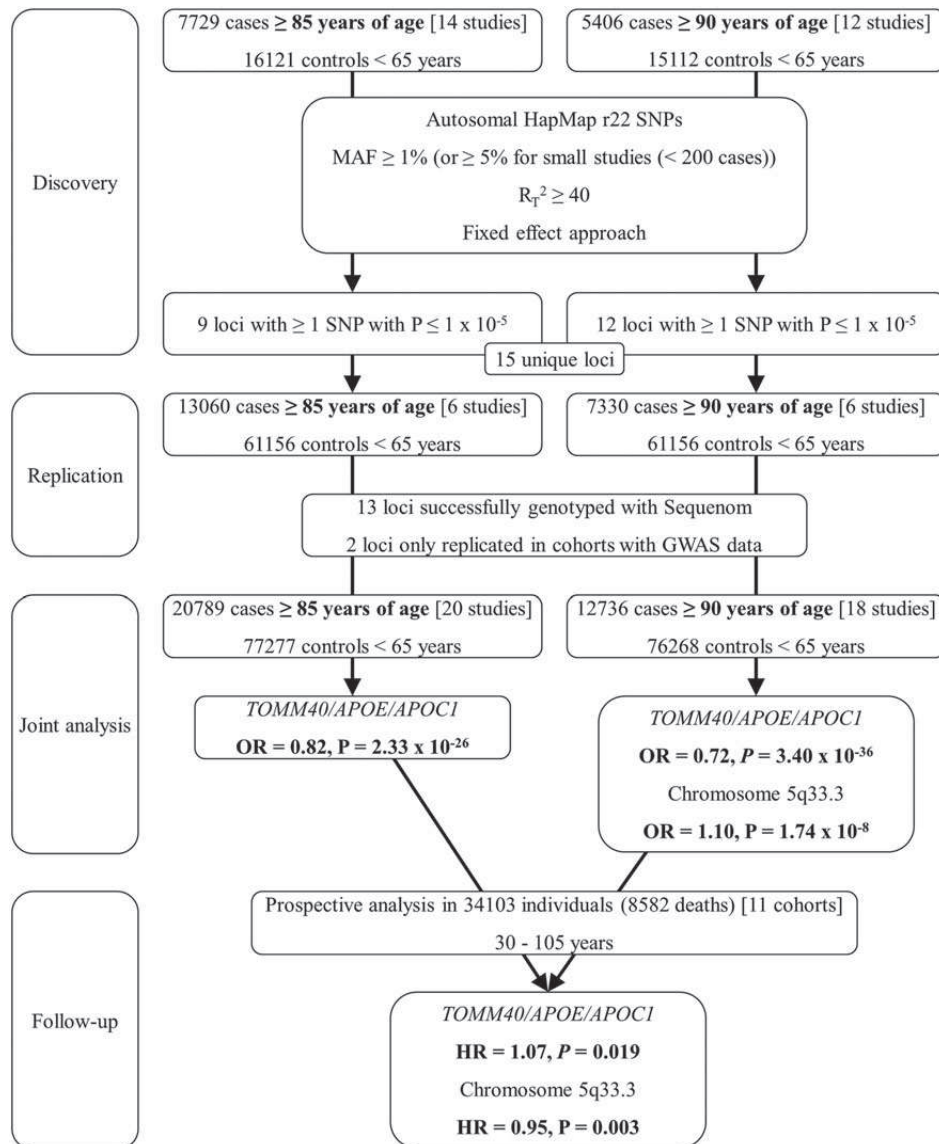 7729 cases ≥ 85 years of age [14 studies]
16121 controls < 65 years
5406 cases ≥ 90 years of age [12 studies]
15112 controls < 65 years
Discovery
Autosomal HapMap r22 SNPs
MAF ≥ 1% (or ≥ 5% for small studies (< 200 cases))
R_T² ≥ 40
Fixed effect approach
9 loci with ≥ 1 SNP with P ≤ 1 x 10⁻⁵
12 loci with ≥ 1 SNP with P ≤ 1 x 10⁻⁵
15 unique loci
Replication
13060 cases ≥ 85 years of age [6 studies]
61156 controls < 65 years
7330 cases ≥ 90 years of age [6 studies]
61156 controls < 65 years
13 loci successfully genotyped with Sequenom
2 loci only replicated in cohorts with GWAS data
Joint analysis
20789 cases ≥ 85 years of age [20 studies]
77277 controls < 65 years
12736 cases ≥ 90 years of age [18 studies]
76268 controls < 65 years
TOMM40/APOE/APOC1
OR = 0.82, P = 2.33 x 10⁻²⁶
TOMM40/APOE/APOC1
OR = 0.72, P = 3.40 x 10⁻³⁶
Chromosome 5q33.3
OR = 1.10, P = 1.74 x 10⁻⁸
Follow-up
Prospective analysis in 34103 individuals (8582 deaths) [11 cohorts]
30 - 105 years
TOMM40/APOE/APOC1
HR = 1.07, P = 0.019
Chromosome 5q33.3
HR = 0.95, P = 0.003